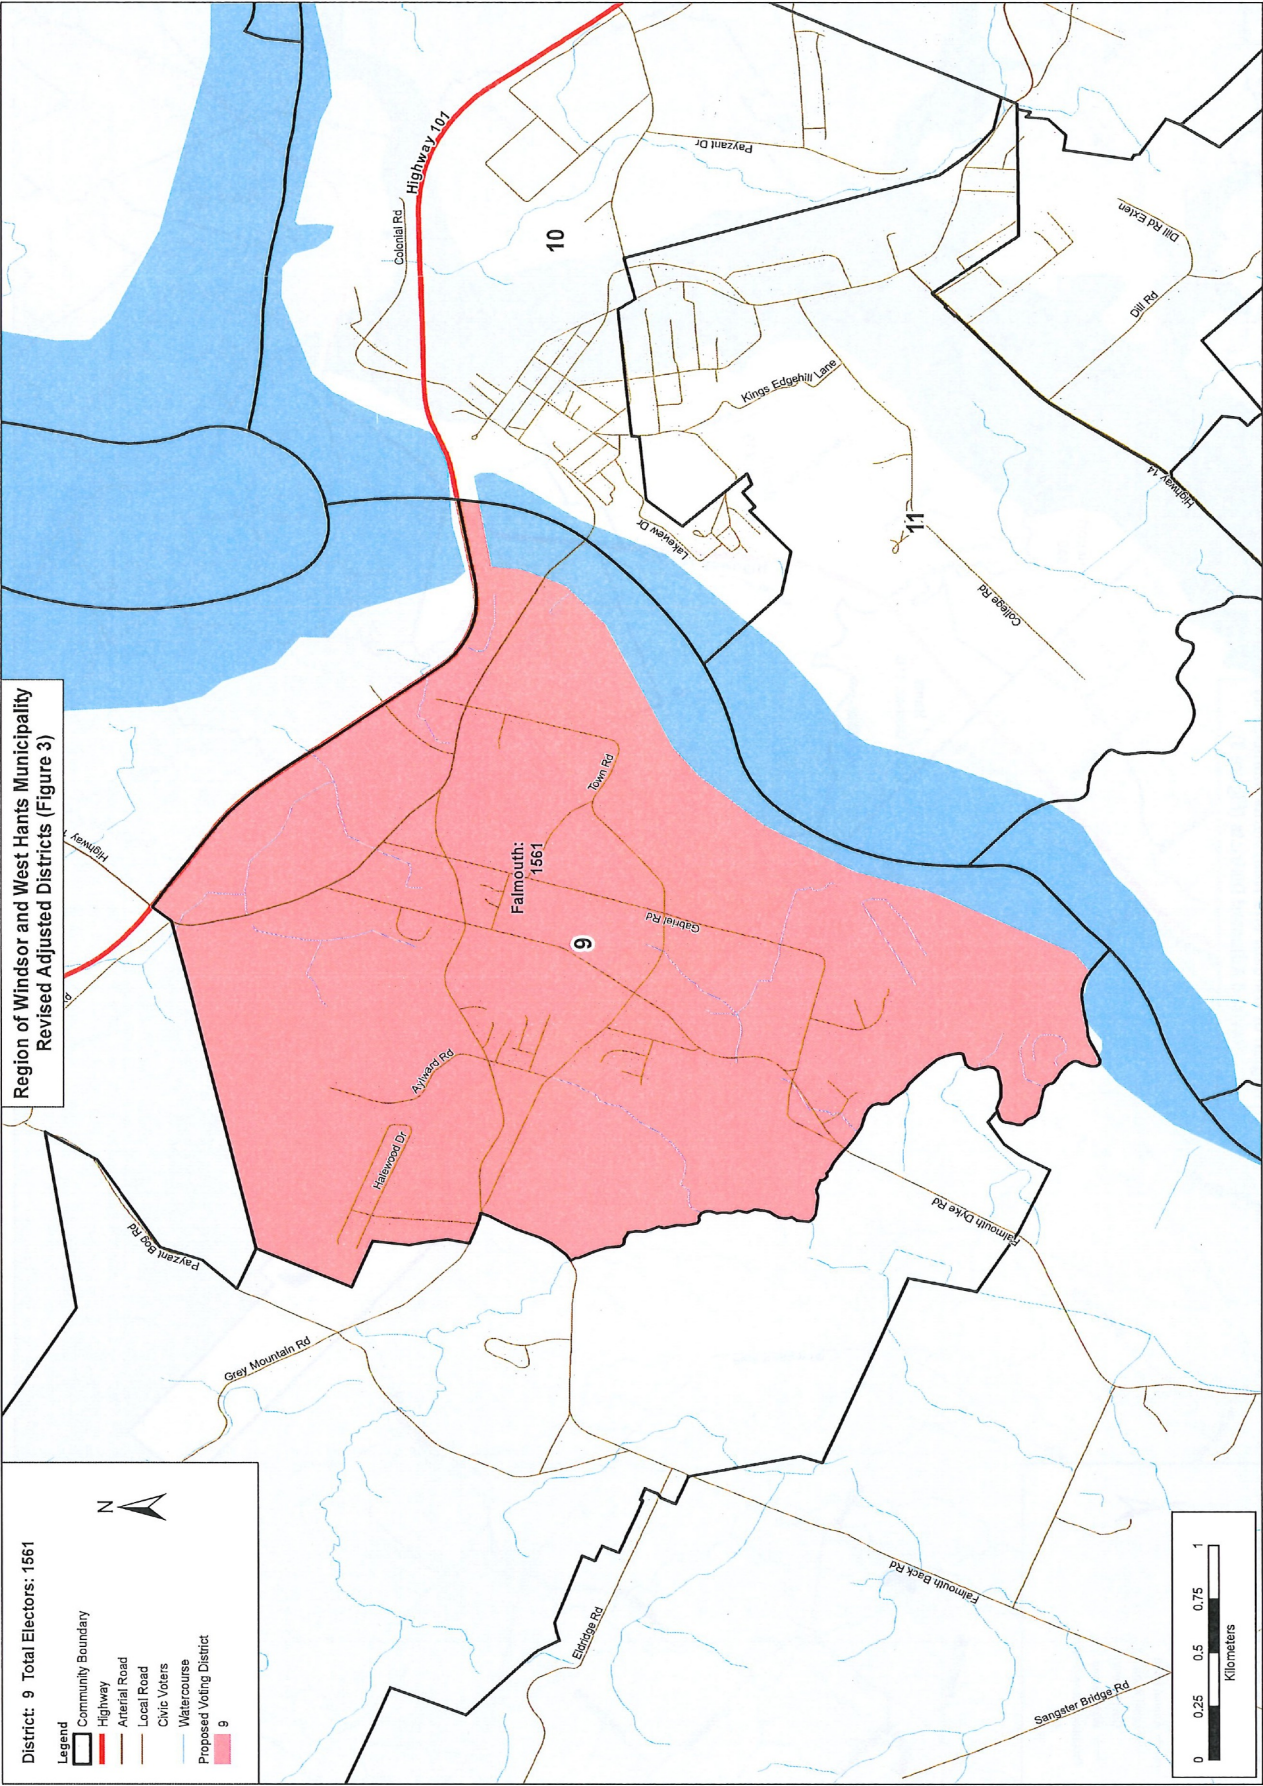 Region of Windsor and West Hants Municipality
Revised Adjusted Districts (Figure 3)
District: 9 Total Electors: 1561
Legend
Community Boundary
Highway
Arterial Road
Local Road
Civic Voters
Watercourse
Proposed Voting District
9
N
Highway 101
Colonial Rd
10
Payzant Dr
Dill Rd Exten
Dill Rd
Kings Edgehill Lane
Highway 14
Lakeview Dr
11
College Rd
Highway 1
Town Rd
Falmouth:
1561
9
Gabriel Rd
Aylward Rd
Halewood Dr
Payzant Bog Rd
Grey Mountain Rd
Falmouth Dyke Rd
Eldridge Rd
Falmouth Back Rd
Sangster Bridge Rd
0 0.25 0.5 0.75 1
Kilometers